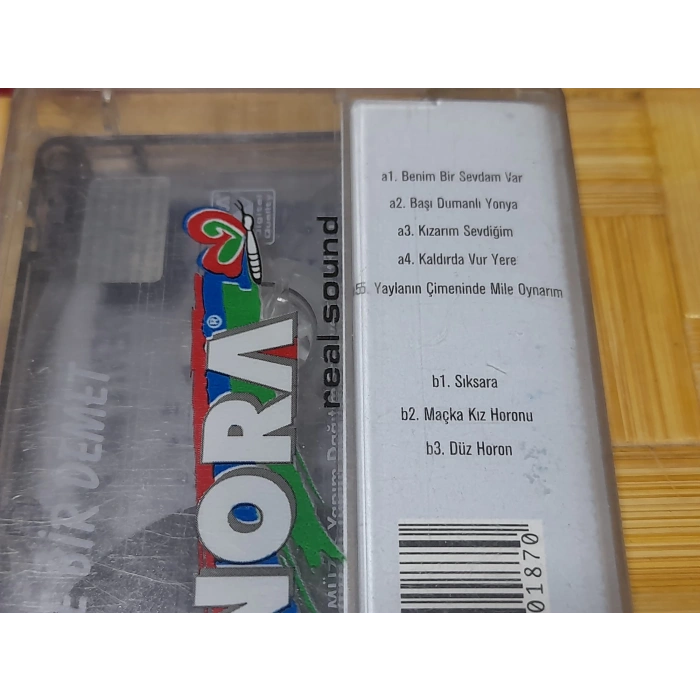 a1. Benim Bir Sevdam Var
a2. Başı Dumanlı Yonya
a3. Kızarım Sevdiğim
a4. Kaldırda Vur Yere
Yaylanın Çimeninde Mile Oynarım
b1. Sıksara
b2. Maçka Kız Horonu
b3. Düz Horon
01870
NORA
®
real sound
BİR DEMET